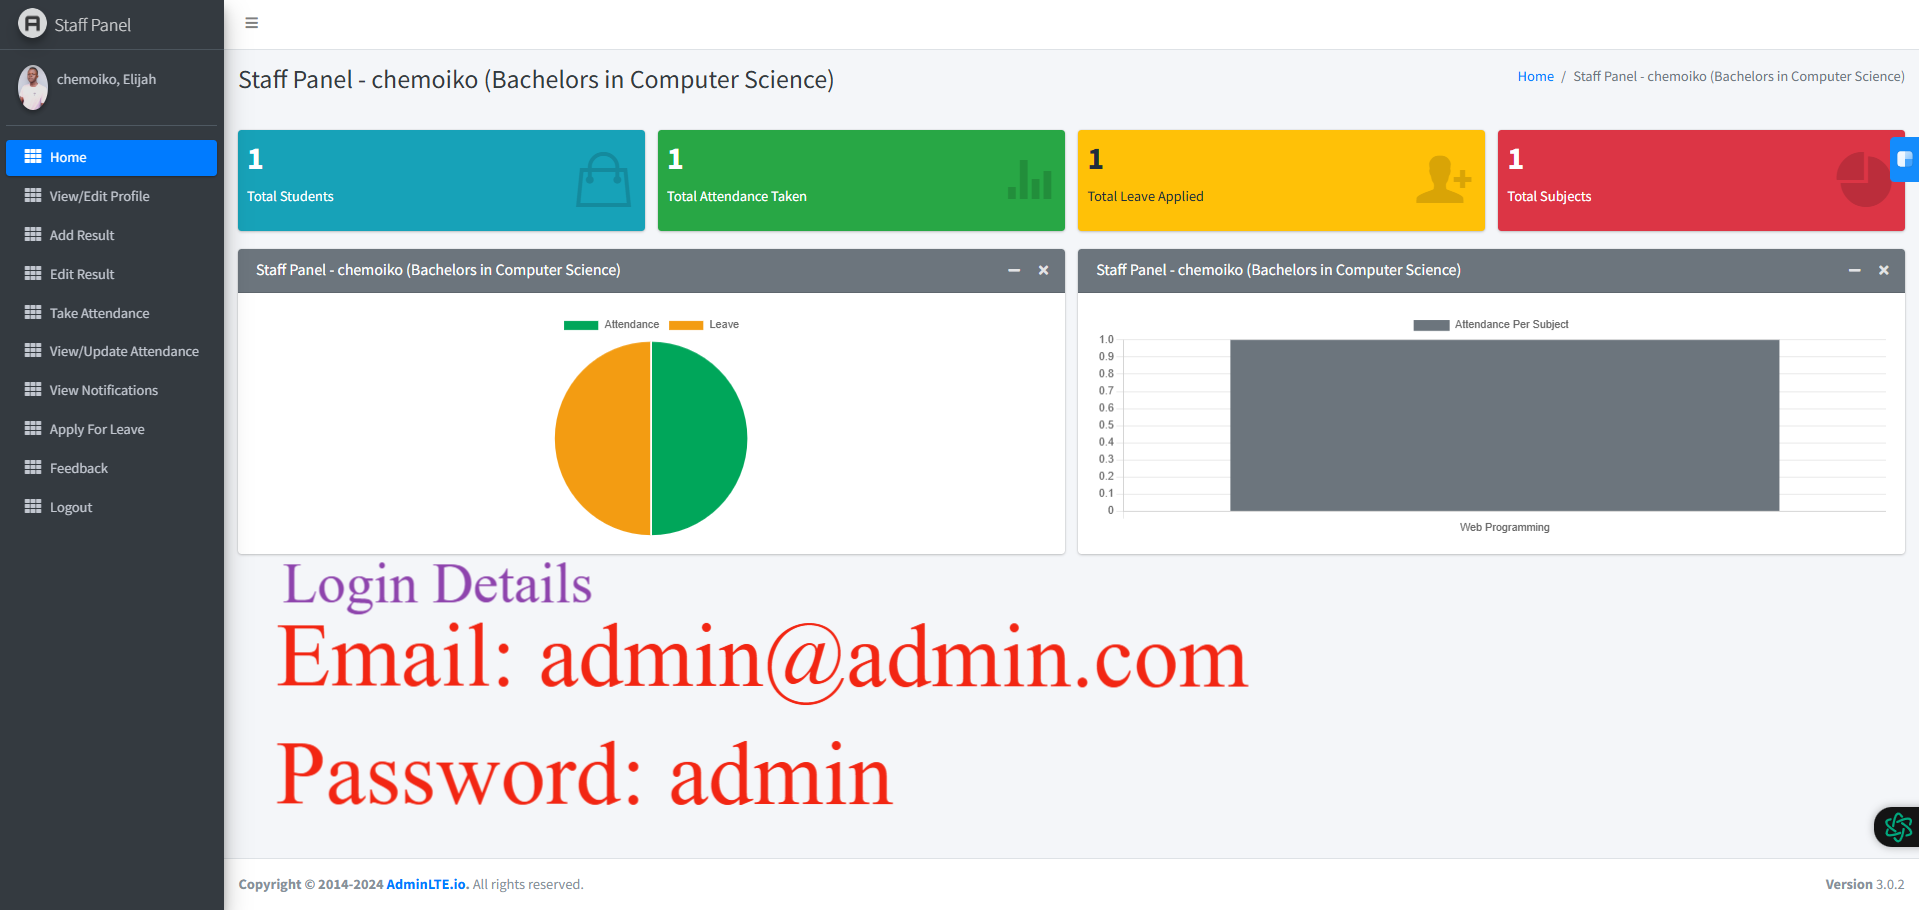 Staff Panel
chemoiko, Elijah
Home
View/Edit Profile
Add Result
Edit Result
Take Attendance
View/Update Attendance
View Notifications
Apply For Leave
Feedback
Logout
Staff Panel - chemoiko (Bachelors in Computer Science)
Home / Staff Panel - chemoiko (Bachelors in Computer Science)
1
Total Students
1
Total Attendance Taken
1
Total Leave Applied
1
Total Subjects
Staff Panel - chemoiko (Bachelors in Computer Science)
Attendance Leave
Staff Panel - chemoiko (Bachelors in Computer Science)
Attendance Per Subject
1.0
0.9
0.8
0.7
0.6
0.5
0.4
0.3
0.2
0.1
0
Web Programming
Login Details
Email: admin@admin.com
Password: admin
Copyright © 2014-2024 AdminLTE.io. All rights reserved.
Version 3.0.2